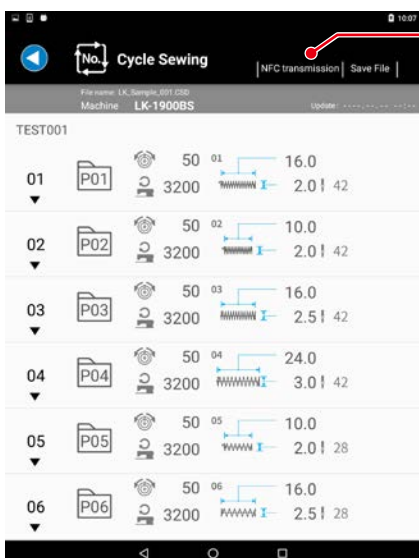 10:07
No. Cycle Sewing
NFC transmission Save File
File name: LK_Sample_001.CSD
Machine LK-1900BS Update: ----.--.-- --:--
TEST001
01 P01 50 01 16.0
3200 2.0 42
02 P02 50 02 10.0
3200 2.0 42
03 P03 50 03 16.0
3200 2.5 42
04 P04 50 04 24.0
3200 3.0 42
05 P05 50 05 10.0
3200 2.0 28
06 P06 50 06 16.0
3200 2.5 28